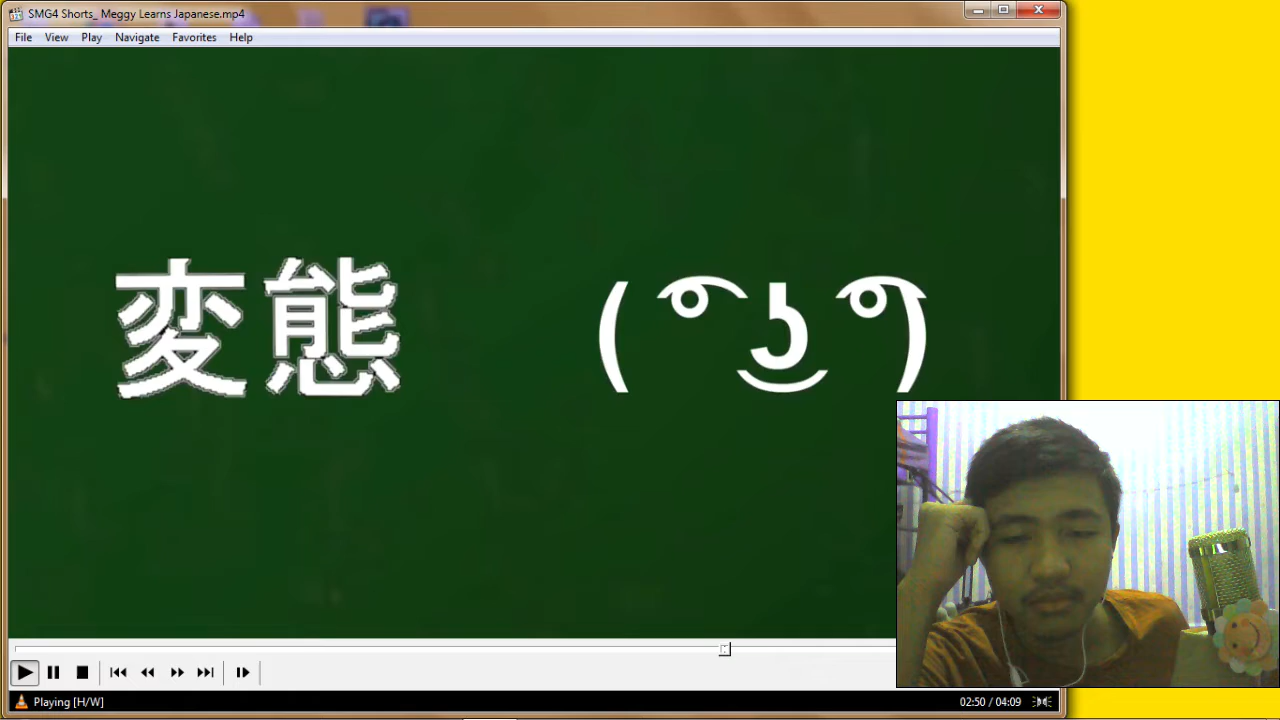 SMG4 Shorts_ Meggy Learns Japanese.mp4
File View Play Navigate Favorites Help
変態 ( ͡° ͜ʖ ͡°)
Playing [H/W] 02:50 / 04:09